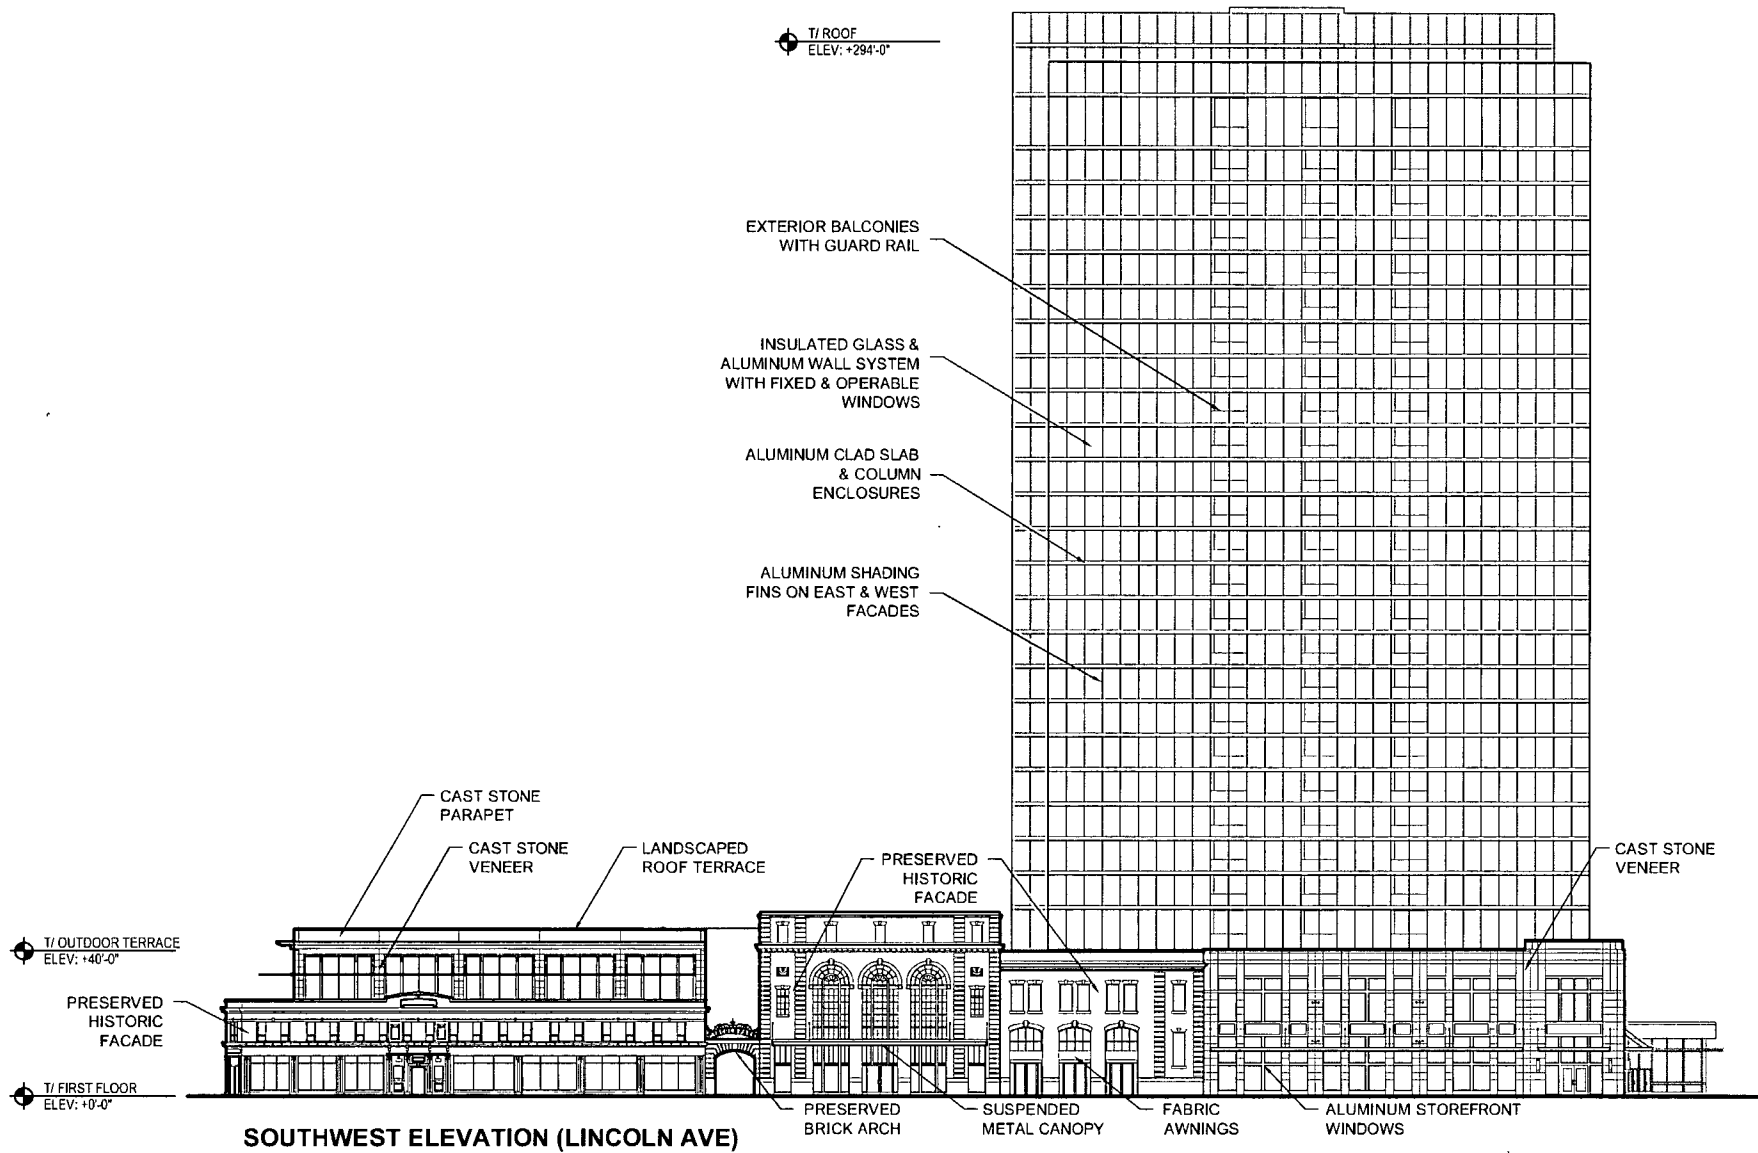 T/ ROOF
ELEV: +294'-0"
EXTERIOR BALCONIES
WITH GUARD RAIL
INSULATED GLASS &
ALUMINUM WALL SYSTEM
WITH FIXED & OPERABLE
WINDOWS
ALUMINUM CLAD SLAB
& COLUMN
ENCLOSURES
ALUMINUM SHADING
FINS ON EAST & WEST
FACADES
CAST STONE
PARAPET
CAST STONE
VENEER
LANDSCAPED
ROOF TERRACE
PRESERVED
HISTORIC
FACADE
CAST STONE
VENEER
T/ OUTDOOR TERRACE
ELEV: +40'-0"
PRESERVED
HISTORIC
FACADE
T/ FIRST FLOOR
ELEV: +0'-0"
PRESERVED
BRICK ARCH
SUSPENDED
METAL CANOPY
FABRIC
AWNINGS
ALUMINUM STOREFRONT
WINDOWS
SOUTHWEST ELEVATION (LINCOLN AVE)